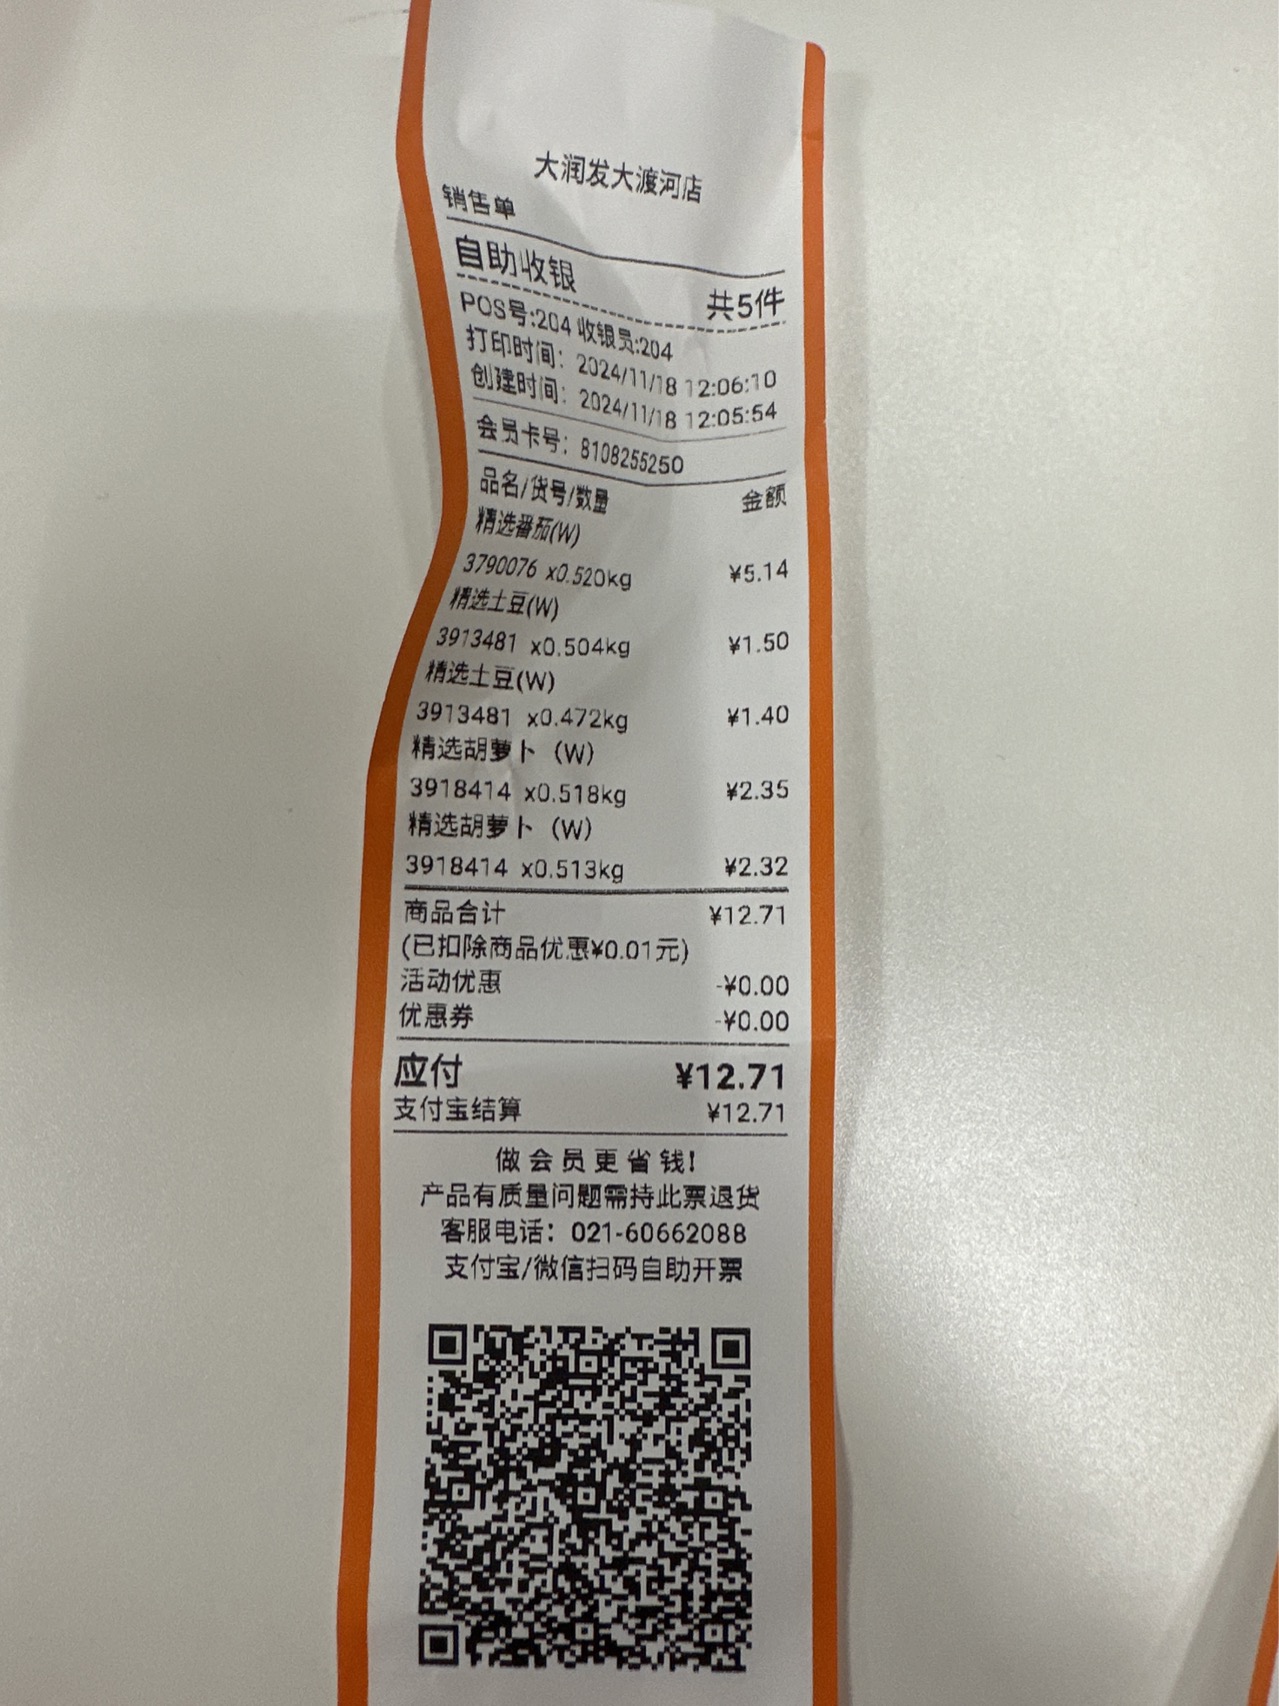 大润发大渡河店
销售单
自助收银 共5件
POS号:204 收银员:204
打印时间: 2024/11/18 12:06:10
创建时间: 2024/11/18 12:05:54
会员卡号: 8108255250
品名/货号/数量 金额
精选番茄(W)
3790076 x0.520kg ¥5.14
精选土豆(W)
3913481 x0.504kg ¥1.50
精选土豆(W)
3913481 x0.472kg ¥1.40
精选胡萝卜 (W)
3918414 x0.518kg ¥2.35
精选胡萝卜 (W)
3918414 x0.513kg ¥2.32
商品合计 ¥12.71
(已扣除商品优惠¥0.01元)
活动优惠 -¥0.00
优惠券 -¥0.00
应付 ¥12.71
支付宝结算 ¥12.71
做会员更省钱!
产品有质量问题需持此票退货
客服电话: 021-60662088
支付宝/微信扫码自助开票